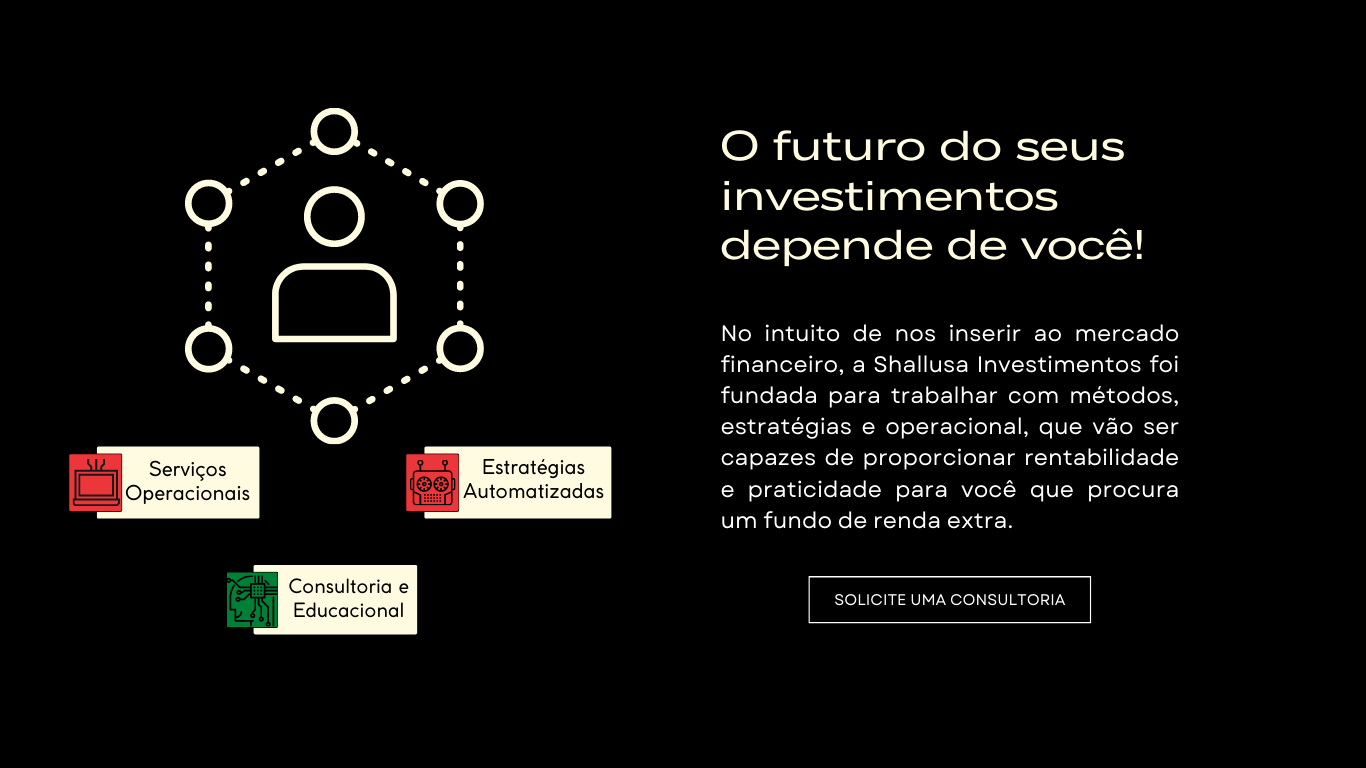 O futuro do seus
investimentos
depende de você!
No intuito de nos inserir ao mercado
financeiro, a Shallusa Investimentos foi
fundada para trabalhar com métodos,
estratégias e operacional, que vão ser
capazes de proporcionar rentabilidade
e praticidade para você que procura
um fundo de renda extra.
SOLICITE UMA CONSULTORIA
Serviços
Operacionais
Estratégias
Automatizadas
Consultoria e
Educacional